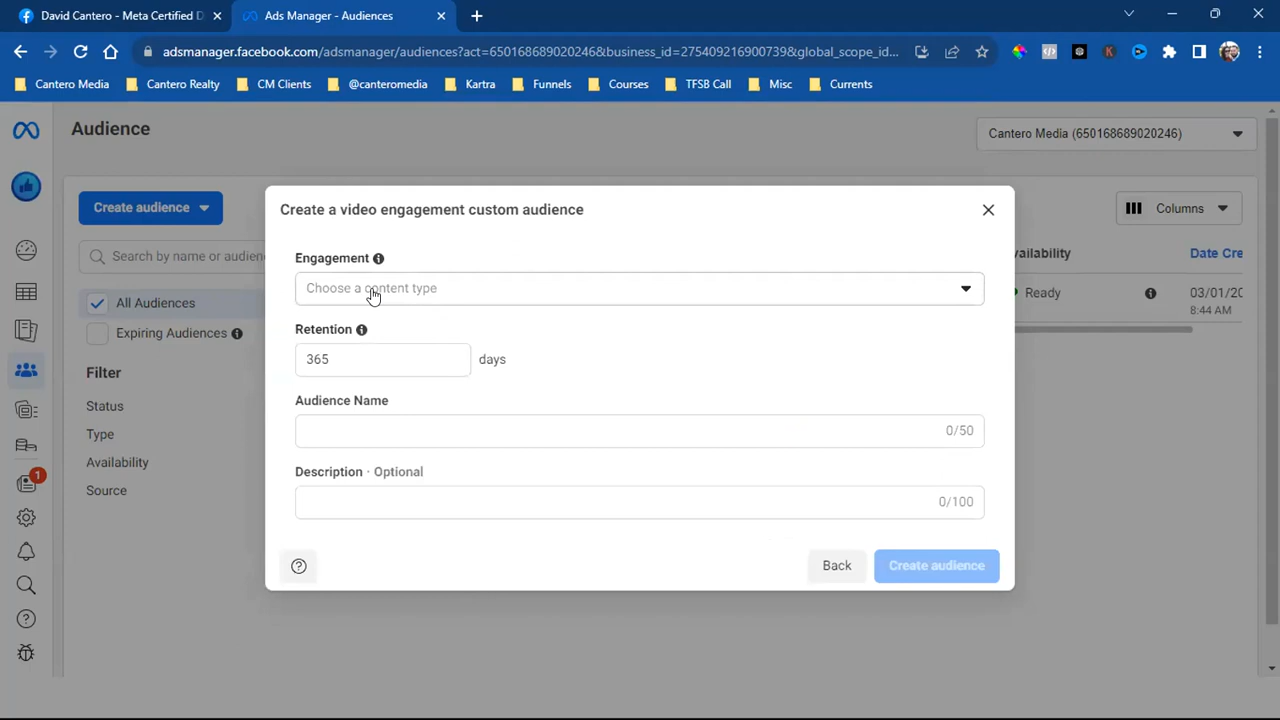 David Cantero - Meta Certified D
Ads Manager - Audiences
adsmanager.facebook.com/adsmanager/audiences?act=650168689020246&business_id=275409216900739&global_scope_id...
Cantero Media
Cantero Realty
CM Clients
@canteromedia
Kartra
Funnels
Courses
TFSB Call
Misc
Currents
Audience
Cantero Media (650168689020246)
Create audience
Columns
Search by name or audien
All Audiences
Expiring Audiences
Filter
Status
Type
Availability
Source
vailability
Date Cre
Ready
03/01/20
8:44 AM
1
Create a video engagement custom audience
Engagement
Choose a content type
Retention
365
days
Audience Name
0/50
Description · Optional
0/100
Back
Create audience